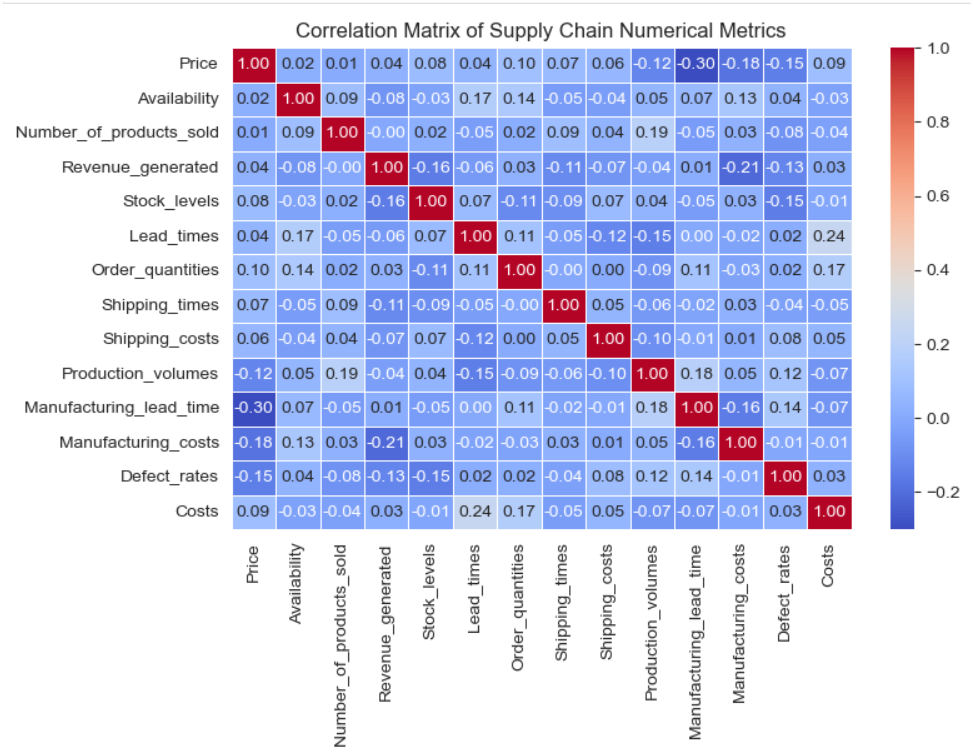 Correlation Matrix of Supply Chain Numerical Metrics
Price 1.00 0.02 0.01 0.04 0.08 0.04 0.10 0.07 0.06 -0.12 -0.30 -0.18 -0.15 0.09
Availability 0.02 1.00 0.09 -0.08 -0.03 0.17 0.14 -0.05 -0.04 0.05 0.07 0.13 0.04 -0.03
Number_of_products_sold 0.01 0.09 1.00 -0.00 0.02 -0.05 0.02 0.09 0.04 0.19 -0.05 0.03 -0.08 -0.04
Revenue_generated 0.04 -0.08 -0.00 1.00 -0.16 -0.06 0.03 -0.11 -0.07 -0.04 0.01 -0.21 -0.13 0.03
Stock_levels 0.08 -0.03 0.02 -0.16 1.00 0.07 -0.11 -0.09 0.07 0.04 -0.05 0.03 -0.15 -0.01
Lead_times 0.04 0.17 -0.05 -0.06 0.07 1.00 0.11 -0.05 -0.12 -0.15 0.00 -0.02 0.02 0.24
Order_quantities 0.10 0.14 0.02 0.03 -0.11 0.11 1.00 -0.00 0.00 -0.09 0.11 -0.03 0.02 0.17
Shipping_times 0.07 -0.05 0.09 -0.11 -0.09 -0.05 -0.00 1.00 0.05 -0.06 -0.02 0.03 -0.04 -0.05
Shipping_costs 0.06 -0.04 0.04 -0.07 0.07 -0.12 0.00 0.05 1.00 -0.10 -0.01 0.01 0.08 0.05
Production_volumes -0.12 0.05 0.19 -0.04 0.04 -0.15 -0.09 -0.06 -0.10 1.00 0.18 0.05 0.12 -0.07
Manufacturing_lead_time -0.30 0.07 -0.05 0.01 -0.05 0.00 0.11 -0.02 -0.01 0.18 1.00 -0.16 0.14 -0.07
Manufacturing_costs -0.18 0.13 0.03 -0.21 0.03 -0.02 -0.03 0.03 0.01 0.05 -0.16 1.00 -0.01 -0.01
Defect_rates -0.15 0.04 -0.08 -0.13 -0.15 0.02 0.02 -0.04 0.08 0.12 0.14 -0.01 1.00 0.03
Costs 0.09 -0.03 -0.04 0.03 -0.01 0.24 0.17 -0.05 0.05 -0.07 -0.07 -0.01 0.03 1.00
Price
Availability
Number_of_products_sold
Revenue_generated
Stock_levels
Lead_times
Order_quantities
Shipping_times
Shipping_costs
Production_volumes
Manufacturing_lead_time
Manufacturing_costs
Defect_rates
Costs
1.0
0.8
0.6
0.4
0.2
0.0
−0.2